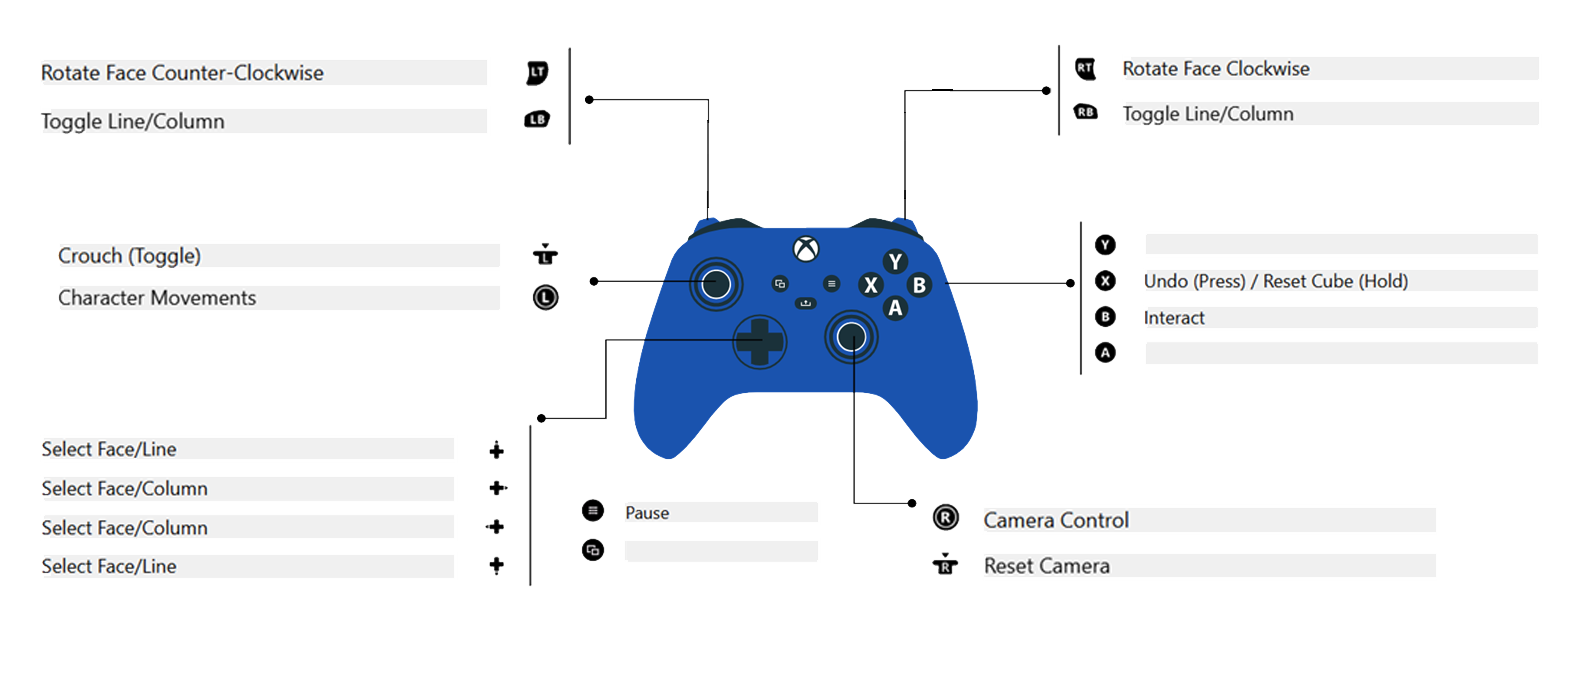 Rotate Face Counter-Clockwise LT
Toggle Line/Column LB
RT Rotate Face Clockwise
RB Toggle Line/Column
Crouch (Toggle) L
Character Movements L
Y
X B
A
Y
X Undo (Press) / Reset Cube (Hold)
B Interact
A
Select Face/Line
Select Face/Column
Select Face/Column
Select Face/Line
Pause
R Camera Control
R Reset Camera